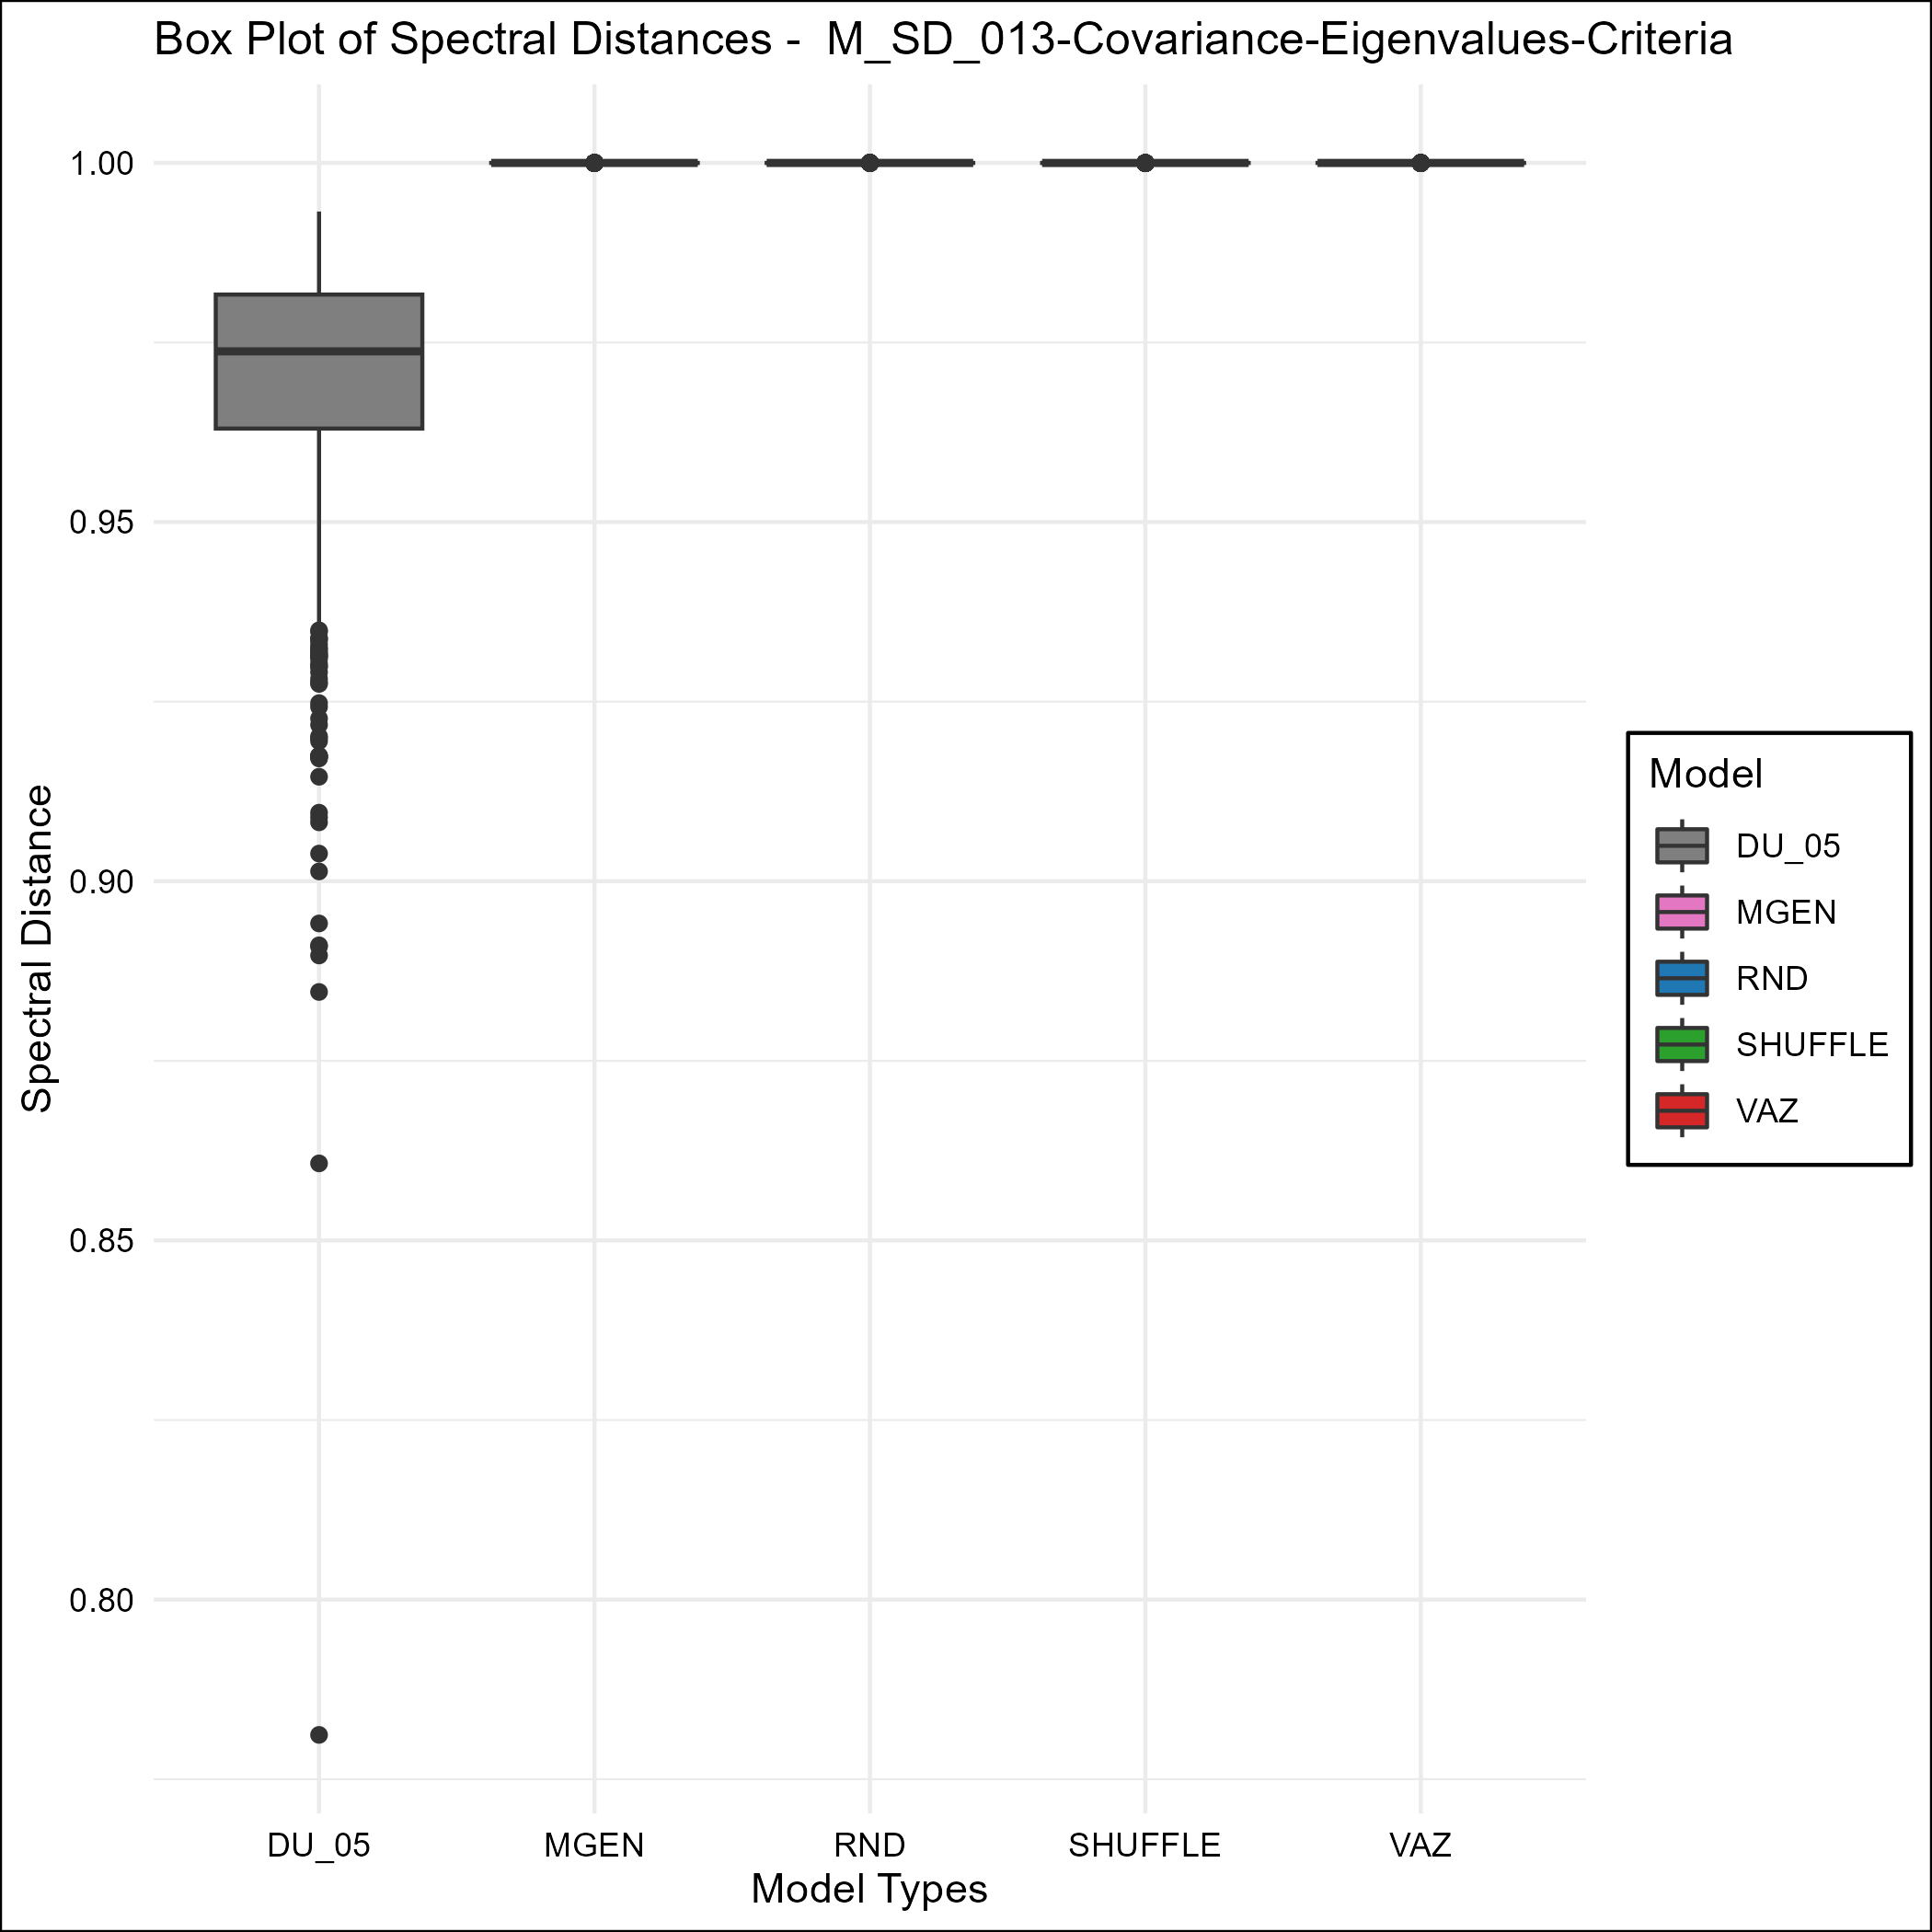 Box Plot of Spectral Distances -  M_SD_013-Covariance-Eigenvalues-Criteria
1.00
0.95
0.90
0.85
0.80
Spectral Distance
DU_05
MGEN
RND
SHUFFLE
VAZ
Model Types
Model
DU_05
MGEN
RND
SHUFFLE
VAZ